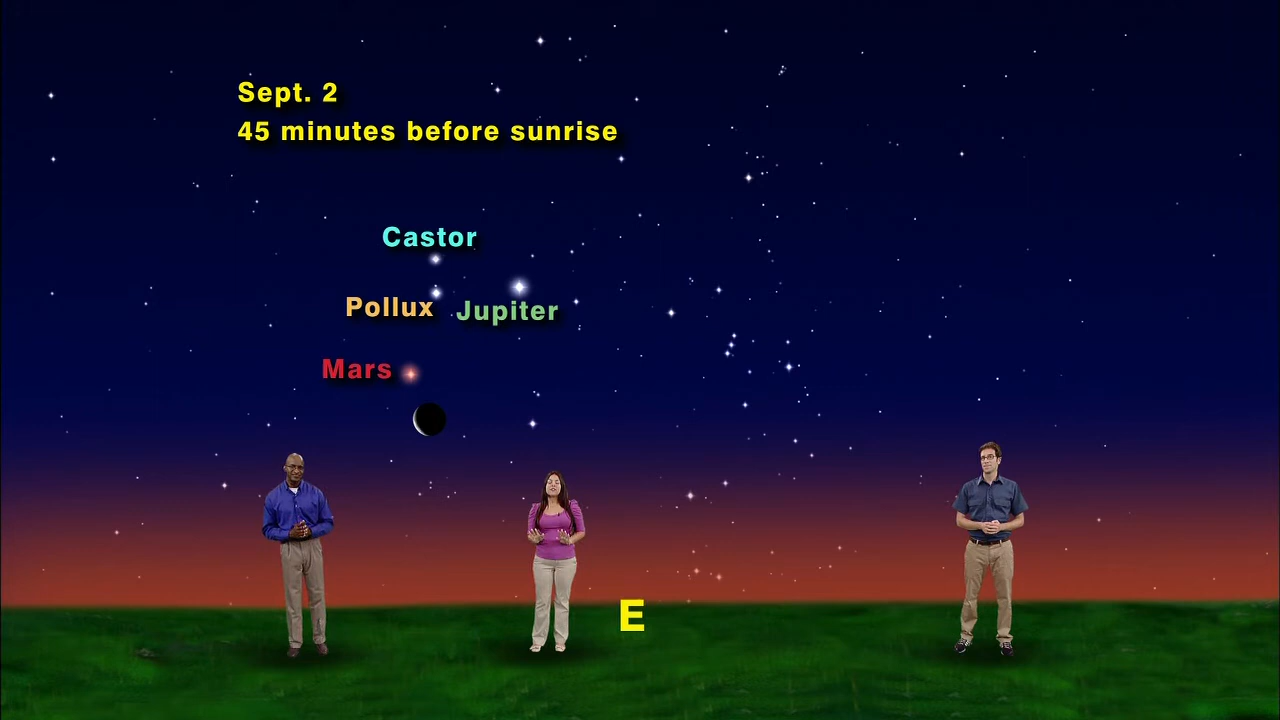 Sept. 2
45 minutes before sunrise
Castor
Pollux
Jupiter
Mars
E